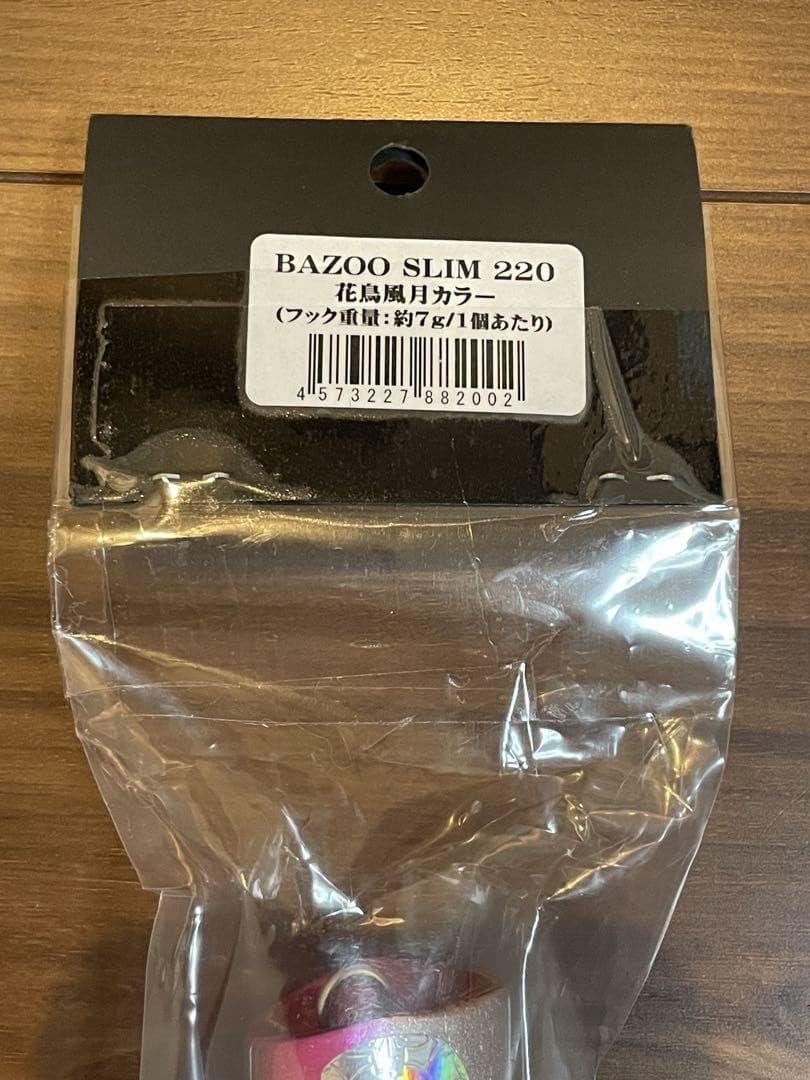 BAZOO SLIM 220
花鳥風月カラー
(フック重量:約7g/1個あたり)
4 573227 882002